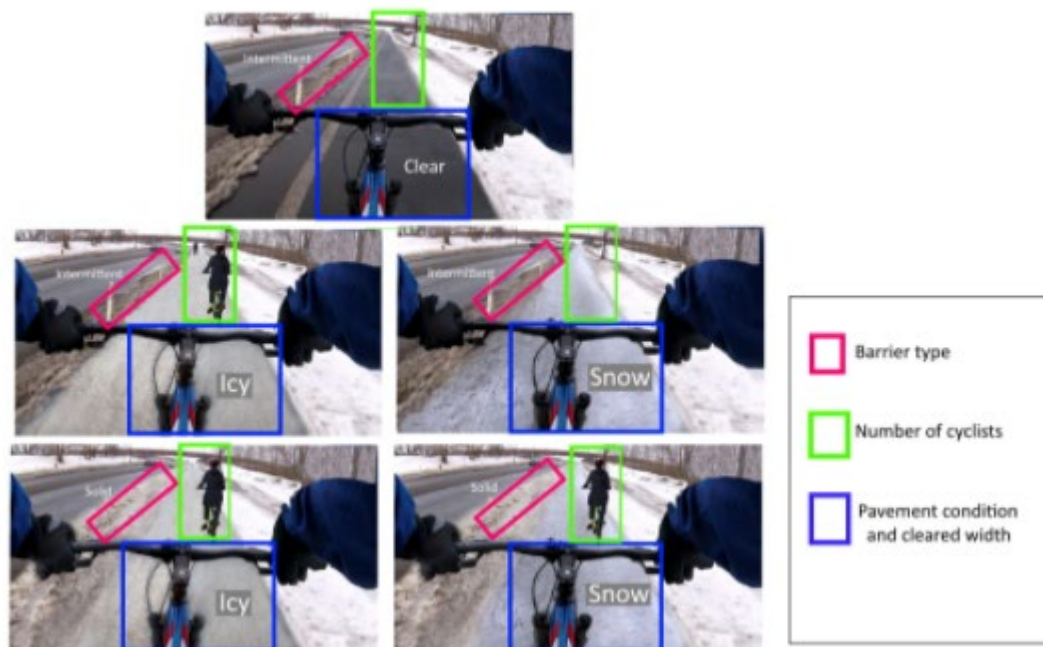 Intermittent
Clear
Intermittent
Icy
Intermittent
Snow
Solid
Icy
Solid
Snow
Barrier type
Number of cyclists
Pavement condition
and cleared width